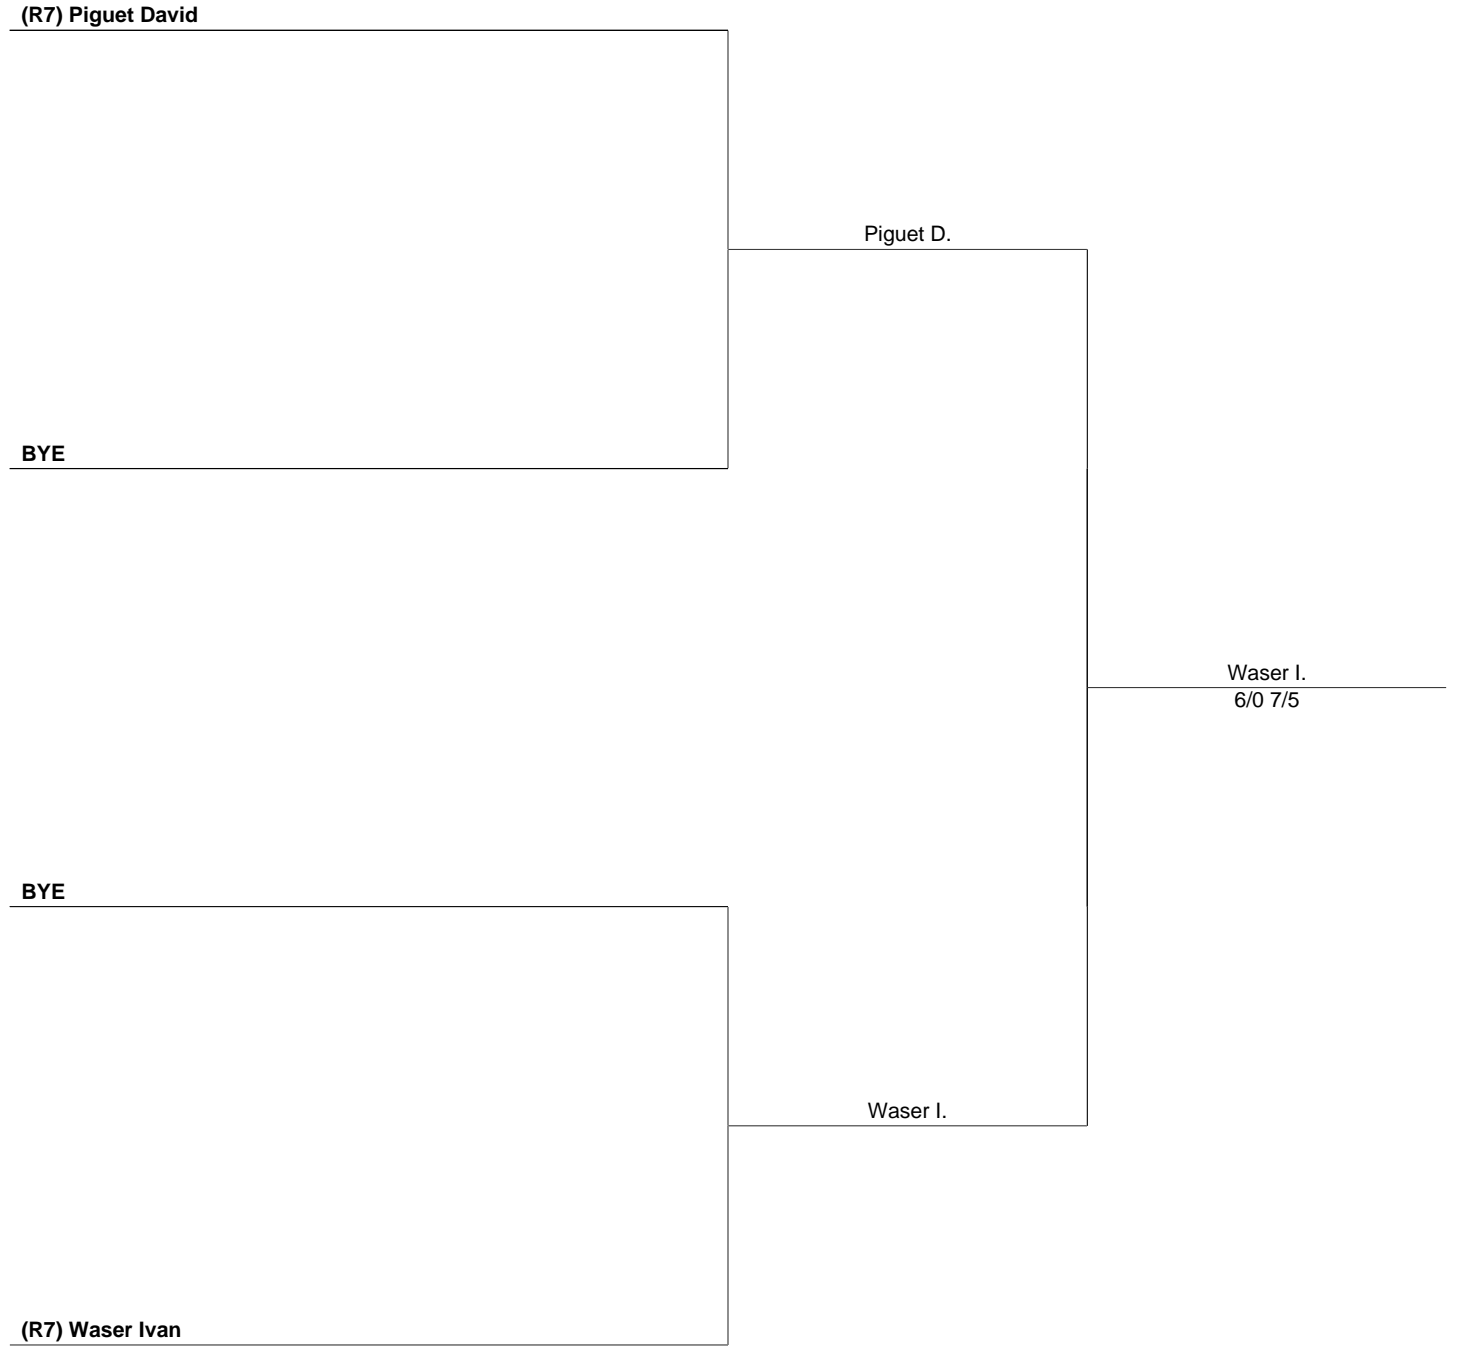 (R7) Piguet David
Piguet D.
BYE
Waser I.
6/0 7/5
BYE
Waser I.
(R7) Waser Ivan